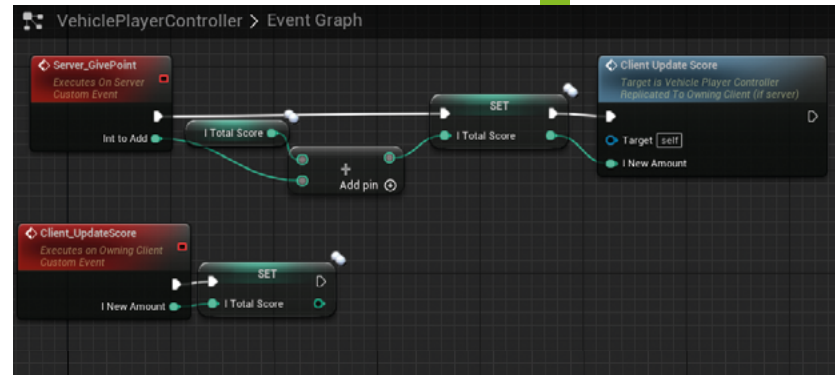 VehiclePlayerController > Event Graph
Server_GivePoint
Executes On Server
Custom Event
Int to Add
I Total Score
Add pin
SET
I Total Score
Client Update Score
Target is Vehicle Player Controller
Replicated To Owning Client (if server)
Target self
I New Amount
Client_UpdateScore
Executes on Owning Client
Custom Event
I New Amount
SET
I Total Score